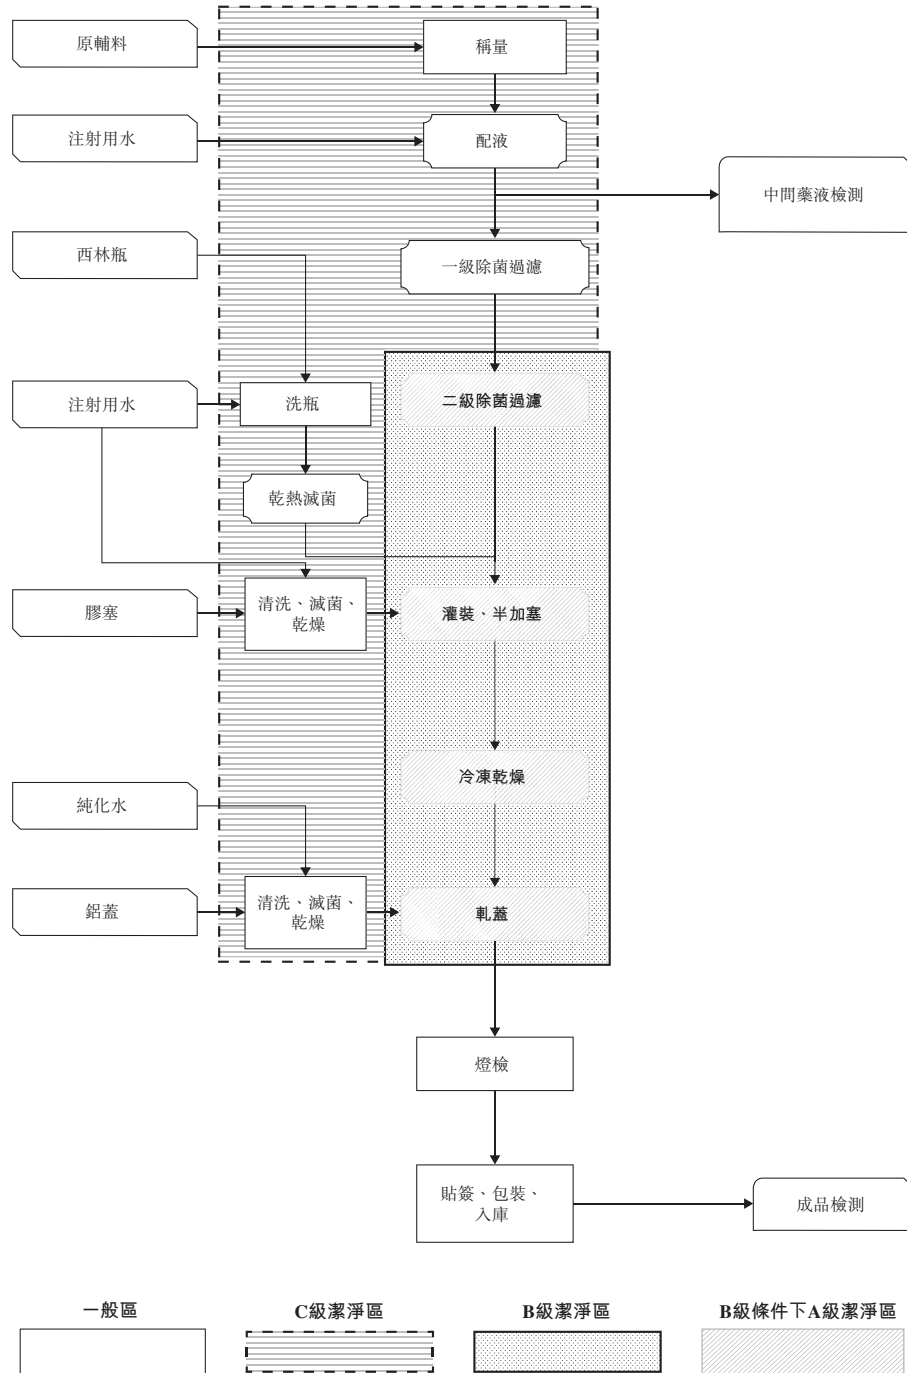 原輔料
稱量
注射用水
配液
中間藥液檢測
西林瓶
一級除菌過濾
注射用水
洗瓶
二級除菌過濾
乾熱滅菌
膠塞
清洗、滅菌、
乾燥
灌裝、半加塞
冷凍乾燥
純化水
鋁蓋
清洗、滅菌、
乾燥
軋蓋
燈檢
貼簽、包裝、
入庫
成品檢測
一般區
C級潔淨區
B級潔淨區
B級條件下A級潔淨區